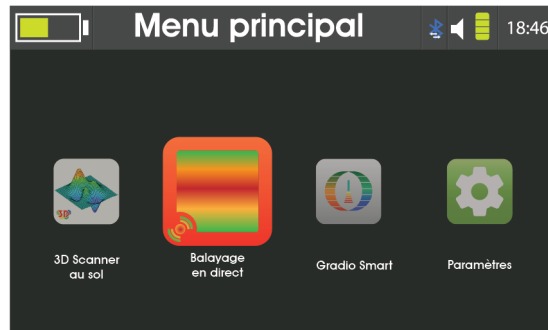 Menu principal
18:46
3D
3D Scanner
au sol
Balayage
en direct
Gradio Smart
Paramètres